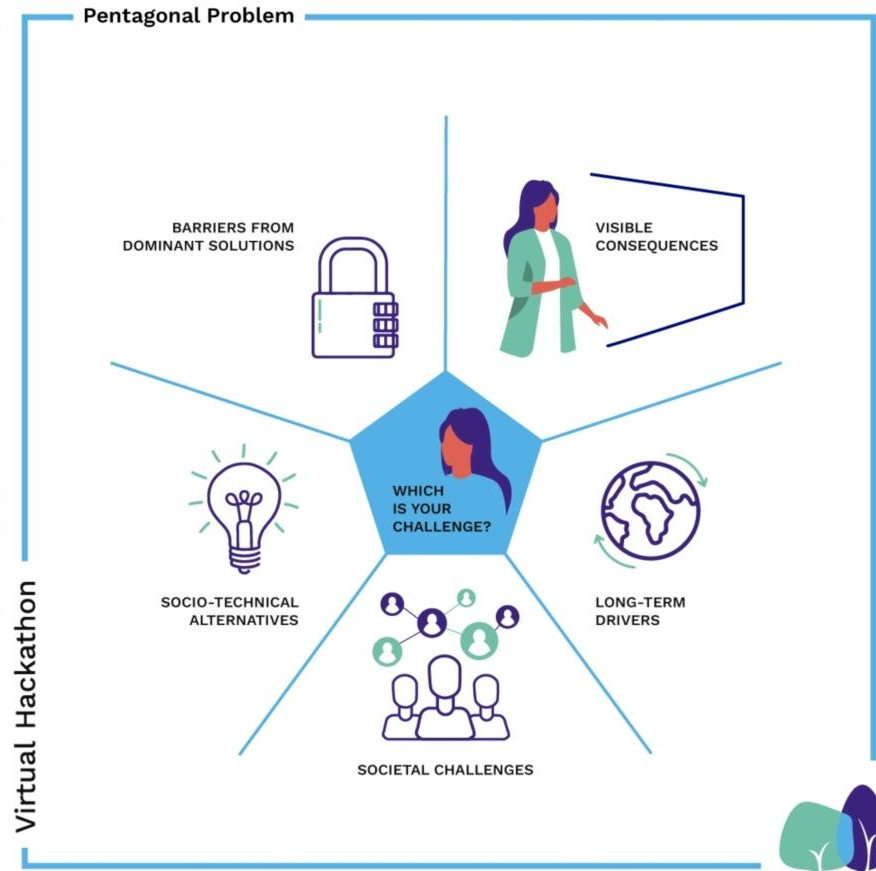 Pentagonal Problem
BARRIERS FROM
DOMINANT SOLUTIONS
VISIBLE
CONSEQUENCES
WHICH
IS YOUR
CHALLENGE?
SOCIO-TECHNICAL
ALTERNATIVES
LONG-TERM
DRIVERS
SOCIETAL CHALLENGES
Virtual Hackathon